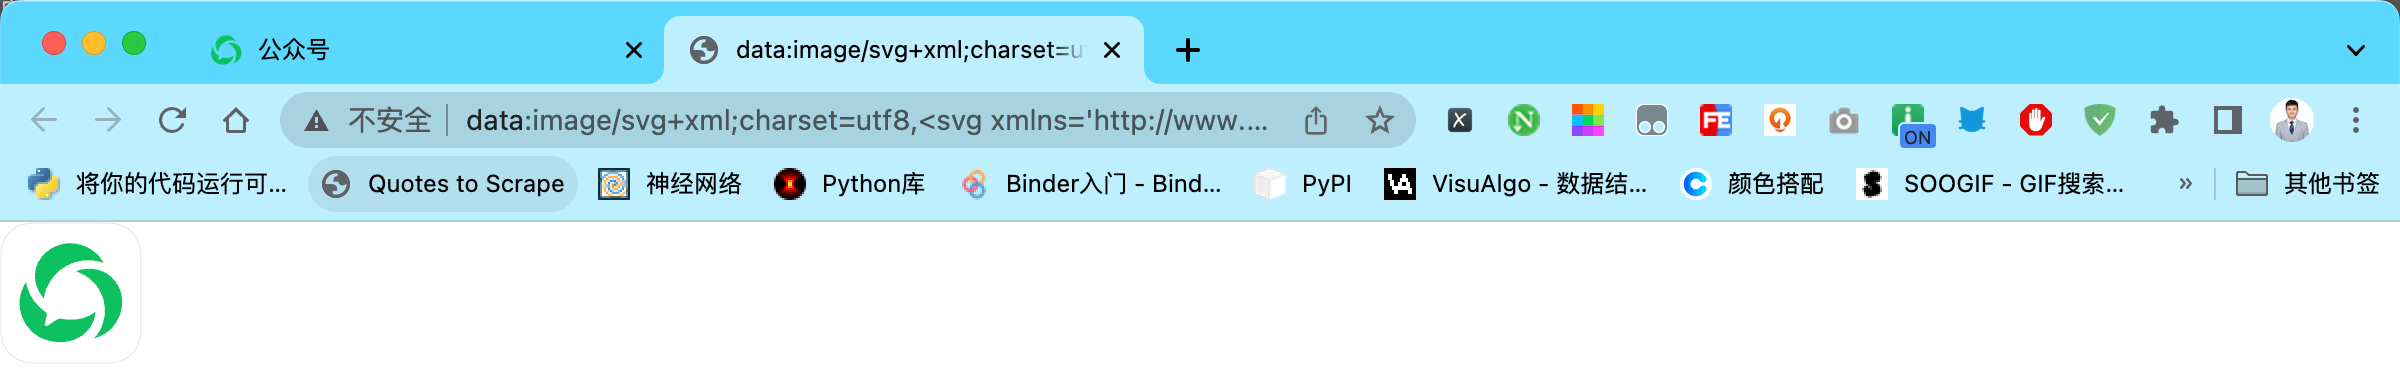 公众号 data:image/svg+xml;charset=u
不安全 data:image/svg+xml;charset=utf8,<svg xmlns='http://www.... ON
将你的代码运行可... Quotes to Scrape 神经网络 Python库 Binder入门 - Bind... PyPI VisuAlgo - 数据结... 颜色搭配 SOOGIF - GIF搜索... » 其他书签